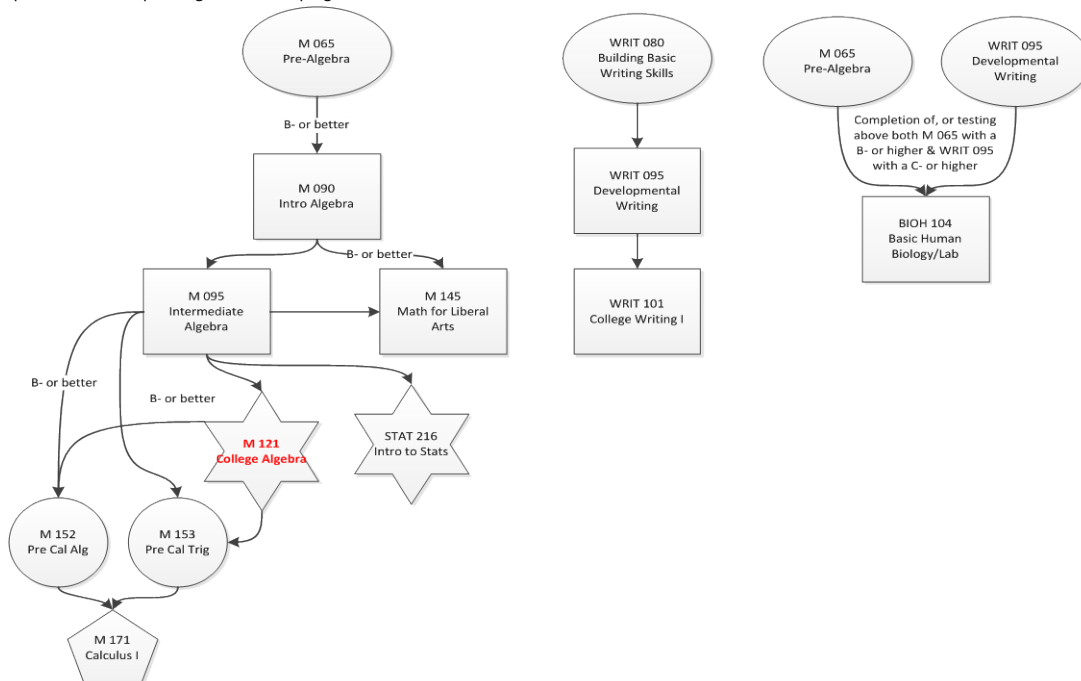 M 065
Pre-Algebra
B- or better
M 090
Intro Algebra
B- or better
M 095
Intermediate
Algebra
M 145
Math for Liberal
Arts
B- or better
B- or better
M 121
College Algebra
STAT 216
Intro to Stats
M 152
Pre Cal Alg
M 153
Pre Cal Trig
M 171
Calculus I
WRIT 080
Building Basic
Writing Skills
WRIT 095
Developmental
Writing
WRIT 101
College Writing I
M 065
Pre-Algebra
WRIT 095
Developmental
Writing
Completion of, or testing
above both M 065 with a
B- or higher & WRIT 095
with a C- or higher
BIOH 104
Basic Human
Biology/Lab